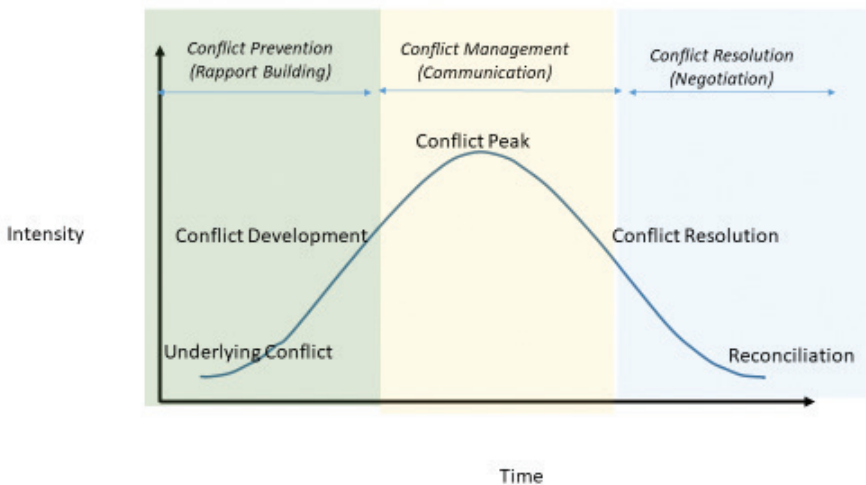 Conflict Prevention
(Rapport Building)
Conflict Management
(Communication)
Conflict Resolution
(Negotiation)
Conflict Peak
Intensity
Conflict Development
Conflict Resolution
Underlying Conflict
Reconciliation
Time